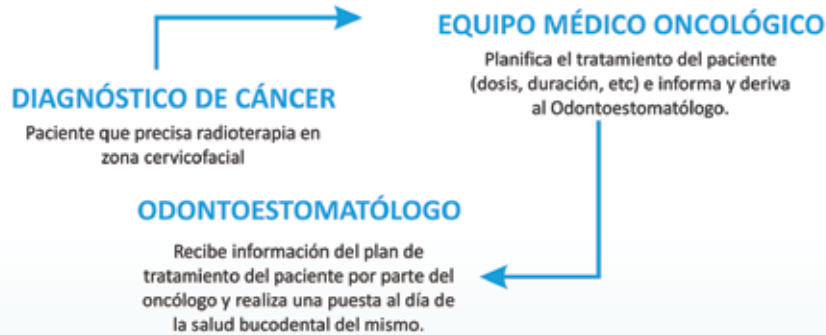 DIAGNÓSTICO DE CÁNCER
Paciente que precisa radioterapia en
zona cervicofacial
EQUIPO MÉDICO ONCOLÓGICO
Planifica el tratamiento del paciente
(dosis, duración, etc) e informa y deriva
al Odontoestomatólogo.
ODONTOESTOMATÓLOGO
Recibe información del plan de
tratamiento del paciente por parte del
oncólogo y realiza una puesta al día de
la salud bucodental del mismo.